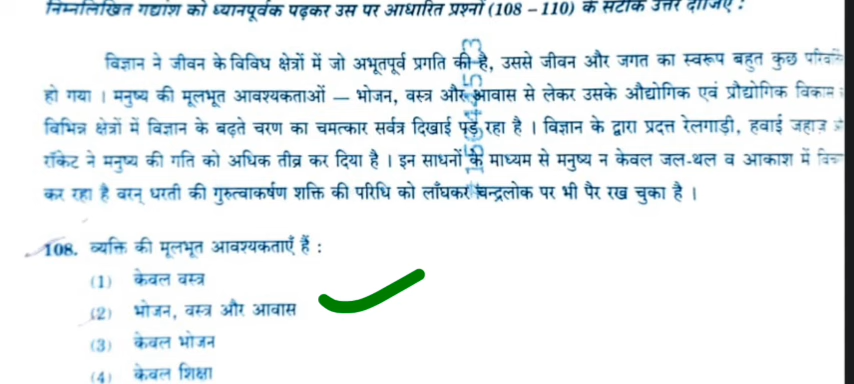 निम्नलिखित गद्यांश को ध्यानपूर्वक पढ़कर उस पर आधारित प्रश्नों (108 – 110) के सटीक उत्तर दीजिए :
विज्ञान ने जीवन के विविध क्षेत्रों में जो अभूतपूर्व प्रगति की है, उससे जीवन और जगत का स्वरूप बहुत कुछ
हो गया । मनुष्य की मूलभूत आवश्यकताओं — भोजन, वस्त्र और आवास से लेकर उसके औद्योगिक एवं प्रौद्योगिक विकास
विभिन्न क्षेत्रों में विज्ञान के बढ़ते चरण का चमत्कार सर्वत्र दिखाई पड़ रहा है । विज्ञान के द्वारा प्रदत्त रेलगाड़ी, हवाई जहाज़
रॉकेट ने मनुष्य की गति को अधिक तीव्र कर दिया है । इन साधनों के माध्यम से मनुष्य न केवल जल-थल व आकाश में
कर रहा है वरन् धरती की गुरुत्वाकर्षण शक्ति की परिधि को लाँघकर चन्द्रलोक पर भी पैर रख चुका है ।
108. व्यक्ति की मूलभूत आवश्यकताएँ हैं :
(1) केवल वस्त्र
(2) भोजन, वस्त्र और आवास
(3) केवल भोजन
(4) केवल शिक्षा